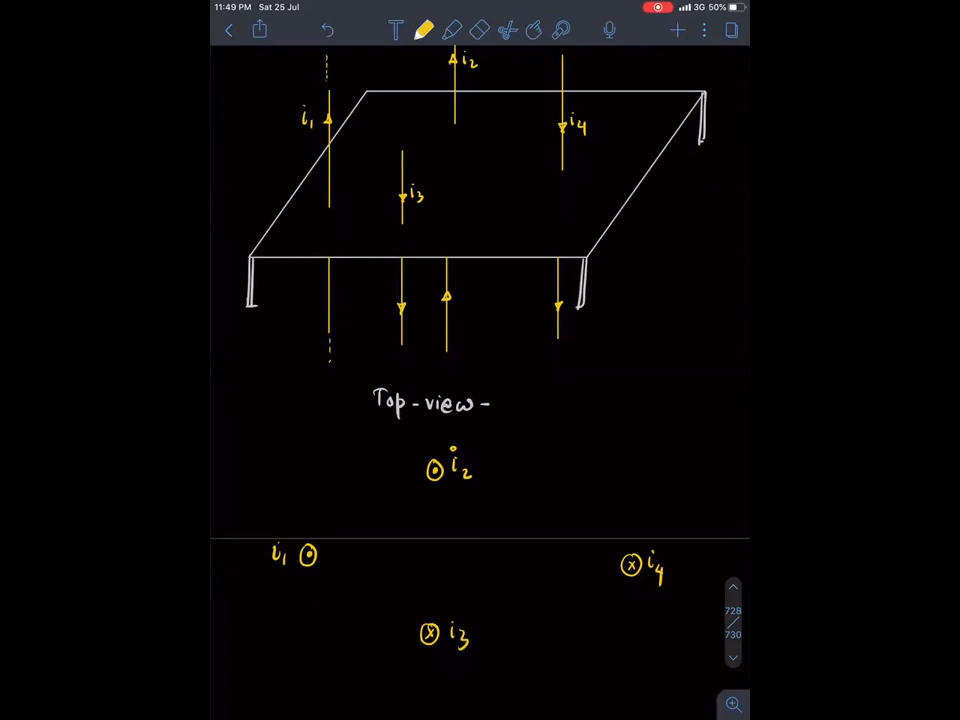 11:49 PM Sat 25 Jul 3G 50%
T
i2
i1
i4
i3
Top-view-
i2
i1
i4
i3
728
730